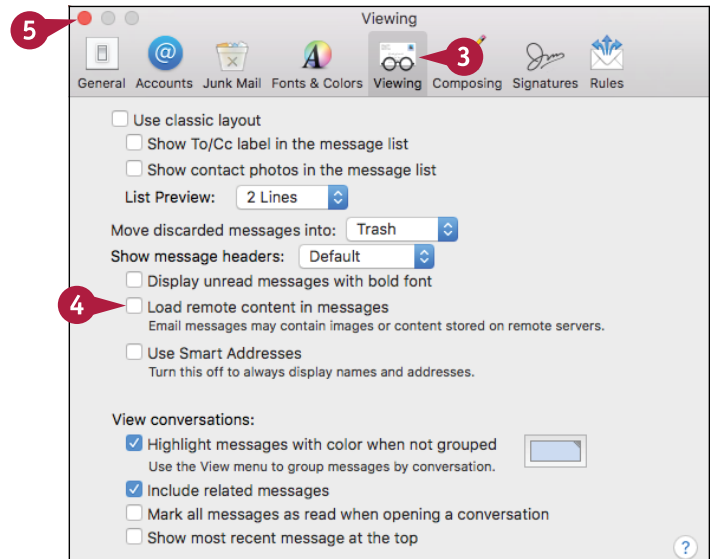 5
Viewing
3
General Accounts Junk Mail Fonts & Colors Viewing Composing Signatures Rules
Use classic layout
Show To/Cc label in the message list
Show contact photos in the message list
List Preview: 2 Lines
Move discarded messages into: Trash
Show message headers: Default
Display unread messages with bold font
4
Load remote content in messages
Email messages may contain images or content stored on remote servers.
Use Smart Addresses
Turn this off to always display names and addresses.
View conversations:
Highlight messages with color when not grouped
Use the View menu to group messages by conversation.
Include related messages
Mark all messages as read when opening a conversation
Show most recent message at the top
?